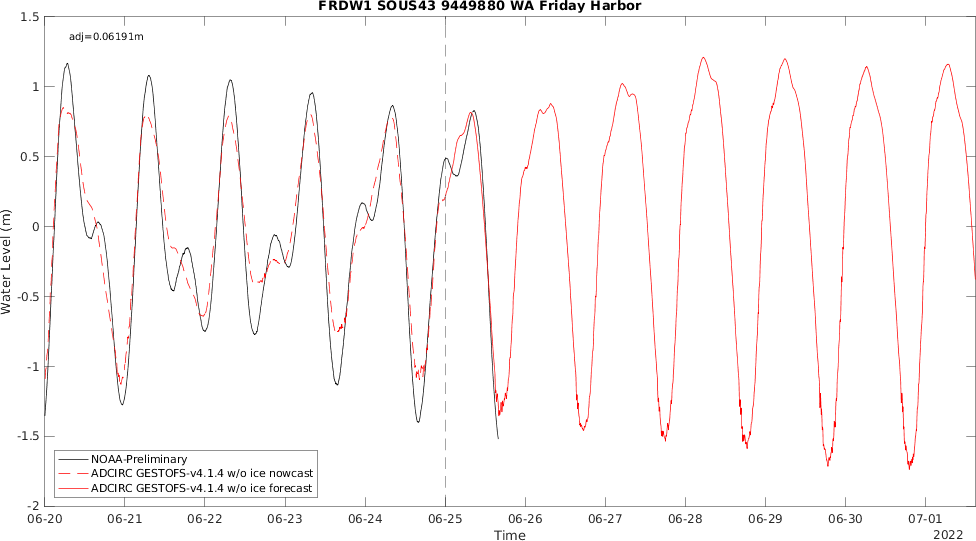 FRDW1 SOUS43 9449880 WA Friday Harbor
adj=0.06191m
Water Level (m)
1.5
1
0.5
0
-0.5
-1
-1.5
-2
NOAA-Preliminary
ADCIRC GESTOFS-v4.1.4 w/o ice nowcast
ADCIRC GESTOFS-v4.1.4 w/o ice forecast
06-20 06-21 06-22 06-23 06-24 06-25 06-26 06-27 06-28 06-29 06-30 07-01
Time
2022